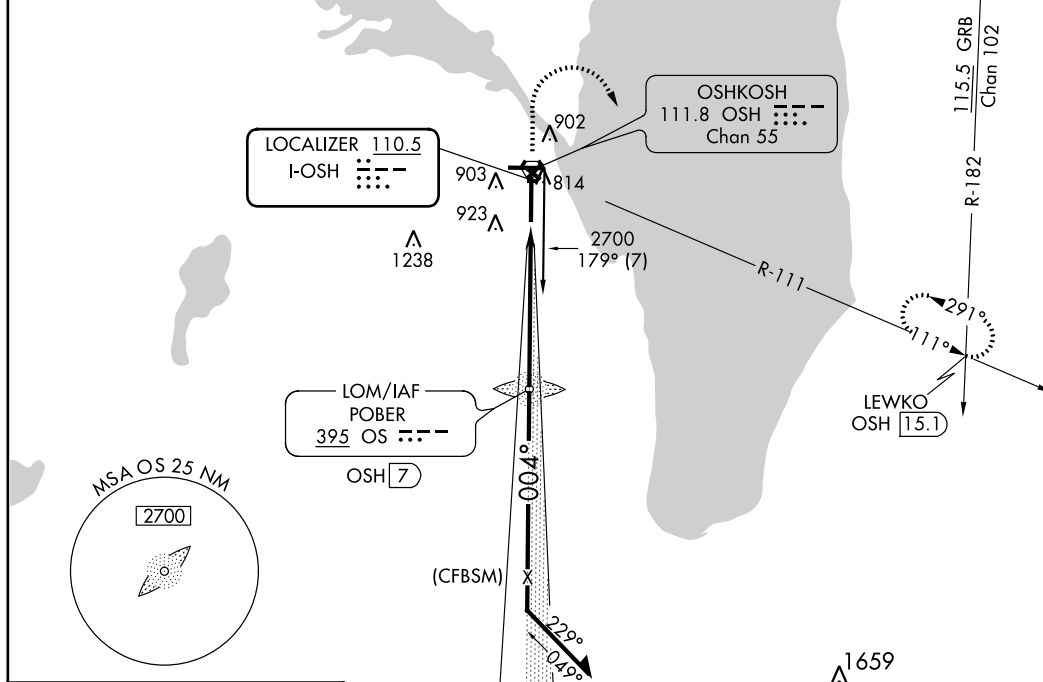 115.5 GRB
Chan 102
R-182
OSHKOSH
111.8 OSH
Chan 55
902
LOCALIZER 110.5
I-OSH
903
814
923
1238
2700
179° (7)
R-111
291°
111°
LEWKO
OSH 15.1
LOM/IAF
POBER
395 OS
OSH 7
004°
MSA OS 25 NM
2700
(CFBSM)
X
229°
049°
1659